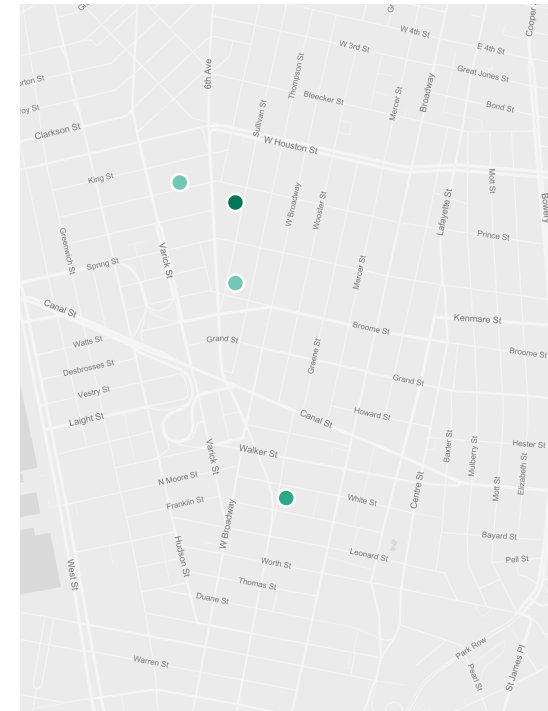 W 4th St
Cooper
W 3rd St
E 4th St
6th Ave
Thompson St
Great Jones St
Bleecker St
Mercer St
Broadway
Bond St
Sullivan St
Clarkson St
W Houston St
King St
Mott St
W Broadway
Wooster St
Lafayette St
Bowery
Prince St
Greenwich St
Varick St
Spring St
Mercer St
Canal St
Kenmare St
Broome St
Watts St
Grand St
Greene St
Broome St
Desbrosses St
Grand St
Vestry St
Laight St
Canal St
Howard St
Baxter St
Mulberry St
Hester St
Varick St
Walker St
Elizabeth St
N Moore St
Centre St
Mott St
Franklin St
White St
W Broadway
Bayard St
Hudson St
Leonard St
Pell St
Worth St
West St
Thomas St
Duane St
Park Row
Warren St
Pearl St
St James Pl